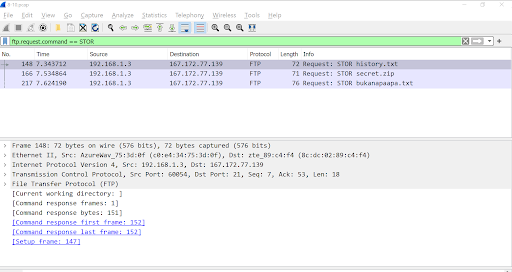 8-10.pcap
File Edit View Go Capture Analyze Statistics Telephony Wireless Tools Help
ftp.request.command == STOR
No. Time Source Destination Protocol Length Info
148 7.343712 192.168.1.3 167.172.77.139 FTP 72 Request: STOR history.txt
166 7.534864 192.168.1.3 167.172.77.139 FTP 71 Request: STOR secret.zip
217 7.624190 192.168.1.3 167.172.77.139 FTP 76 Request: STOR bukanapaapa.txt
Frame 148: 72 bytes on wire (576 bits), 72 bytes captured (576 bits)
Ethernet II, Src: AzureWav_75:3d:0f (c0:e4:34:75:3d:0f), Dst: zte_89:c4:f4 (8c:dc:02:89:c4:f4)
Internet Protocol Version 4, Src: 192.168.1.3, Dst: 167.172.77.139
Transmission Control Protocol, Src Port: 60054, Dst Port: 21, Seq: 7, Ack: 53, Len: 18
File Transfer Protocol (FTP)
[Current working directory: ]
[Command response frames: 1]
[Command response bytes: 151]
[Command response first frame: 152]
[Command response last frame: 152]
[Setup frame: 147]